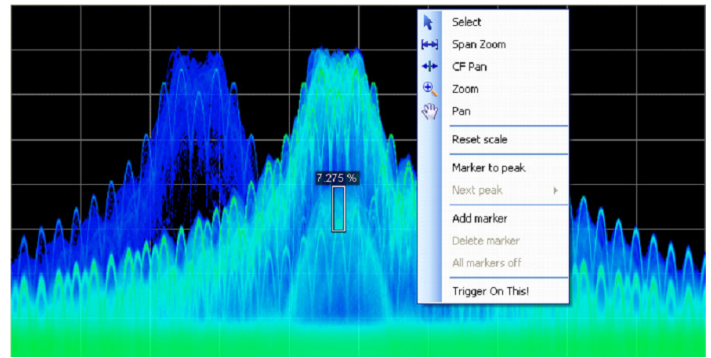 Select
Span Zoom
CF Pan
Zoom
Pan
Reset scale
Marker to peak
Next peak
Add marker
Delete marker
All markers off
Trigger On This!
7.275 %